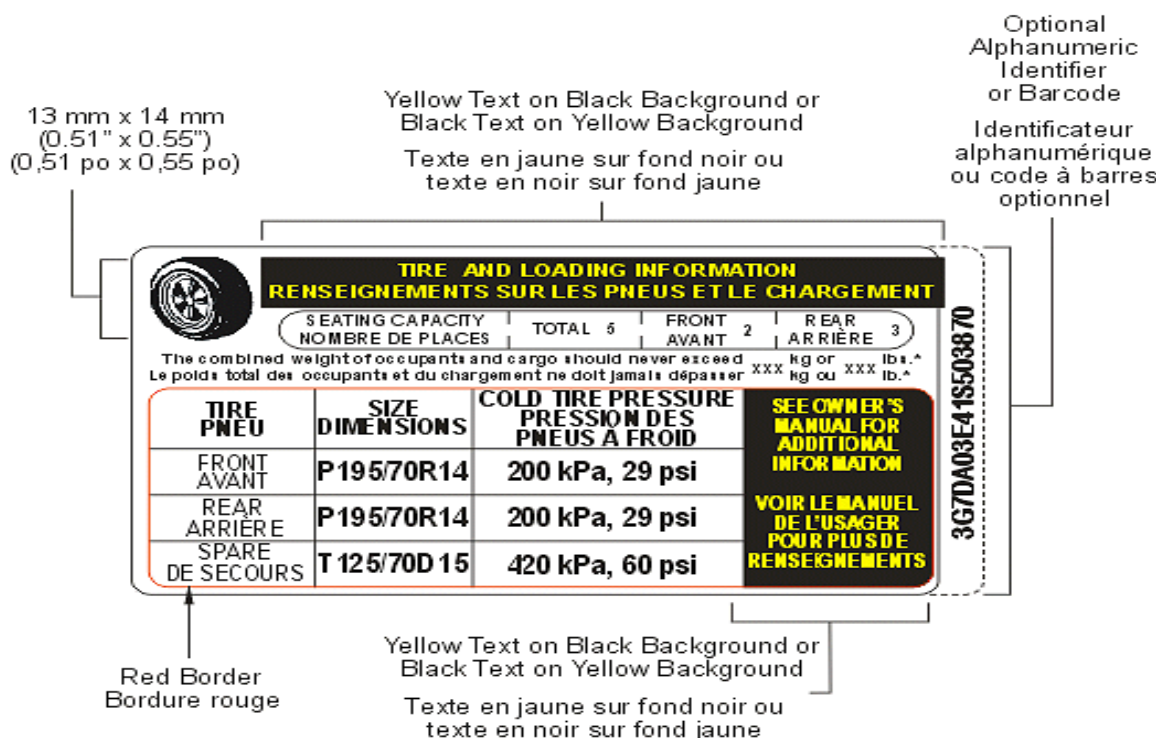 Optional
Alphanumeric
Identifier
or Barcode
Identificateur
alphanumérique
ou code à barres
optionnel
13 mm x 14 mm
(0.51" x 0.55")
(0,51 po x 0,55 po)
Yellow Text on Black Background or
Black Text on Yellow Background
Texte en jaune sur fond noir ou
texte en noir sur fond jaune
TIRE AND LOADING INFORMATION
RENSEIGNEMENTS SUR LES PNEUS ET LE CHARGEMENT
SEATING CAPACITY
NOMBRE DE PLACES
TOTAL 5
FRONT
AVANT 2
REAR
ARRIÈRE 3
The combined weight of occupants and cargo should never exceed xxx kg or xxx lbs.*
Le poids total des occupants et du chargement ne doit jamais dépasser xxx kg ou xxx lb.*
TIRE
PNEU
SIZE
DIMENSIONS
COLD TIRE PRESSURE
PRESSION DES
PNEUS À FROID
FRONT
AVANT
P195/70R14
200 kPa, 29 psi
REAR
ARRIÈRE
P195/70R14
200 kPa, 29 psi
SPARE
DE SECOURS
T125/70D15
420 kPa, 60 psi
SEE OWNER'S
MANUAL FOR
ADDITIONAL
INFORMATION
VOIR LE MANUEL
DE L'USAGER
POUR PLUS DE
RENSEIGNEMENTS
3G7DA03E41S503870
Red Border
Bordure rouge
Yellow Text on Black Background or
Black Text on Yellow Background
Texte en jaune sur fond noir ou
texte en noir sur fond jaune